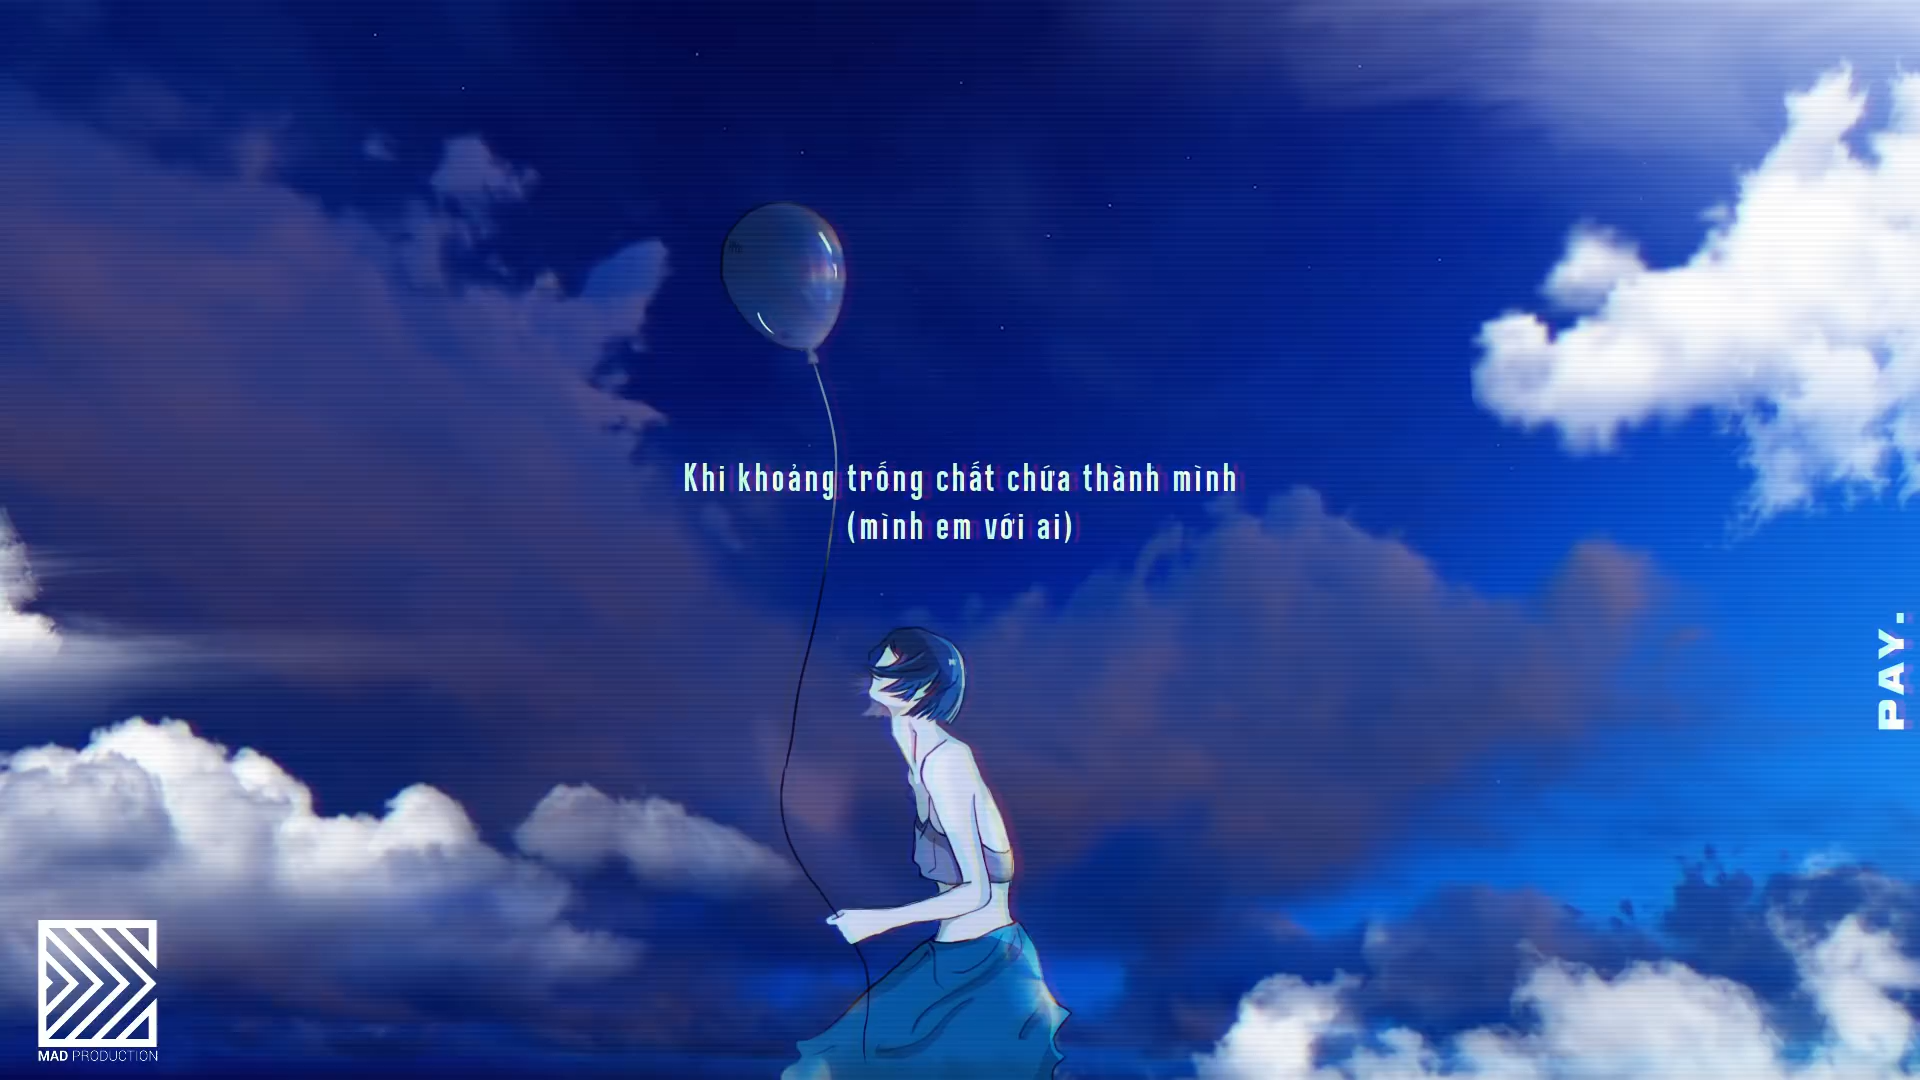 Khi khoảng trống chất chứa thành mình
(mình em với ai)
PAY.
MAD PRODUCTION